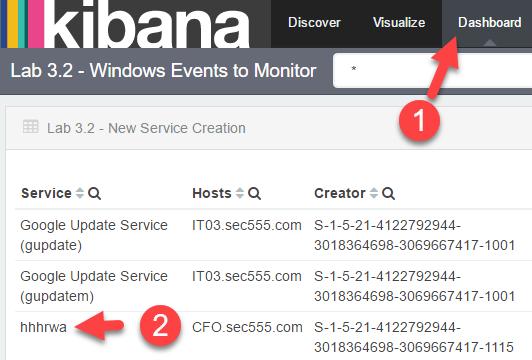 kibana
Discover Visualize Dashboard
Lab 3.2 - Windows Events to Monitor
*
1
Lab 3.2 - New Service Creation
Service Hosts Creator
Google Update Service IT03.sec555.com S-1-5-21-4122792944-
(gupdate) 3018364698-3069667417-1001
Google Update Service IT03.sec555.com S-1-5-21-4122792944-
(gupdatem) 3018364698-3069667417-1001
hhhrwa 2 CFO.sec555.com S-1-5-21-4122792944-
3018364698-3069667417-1115